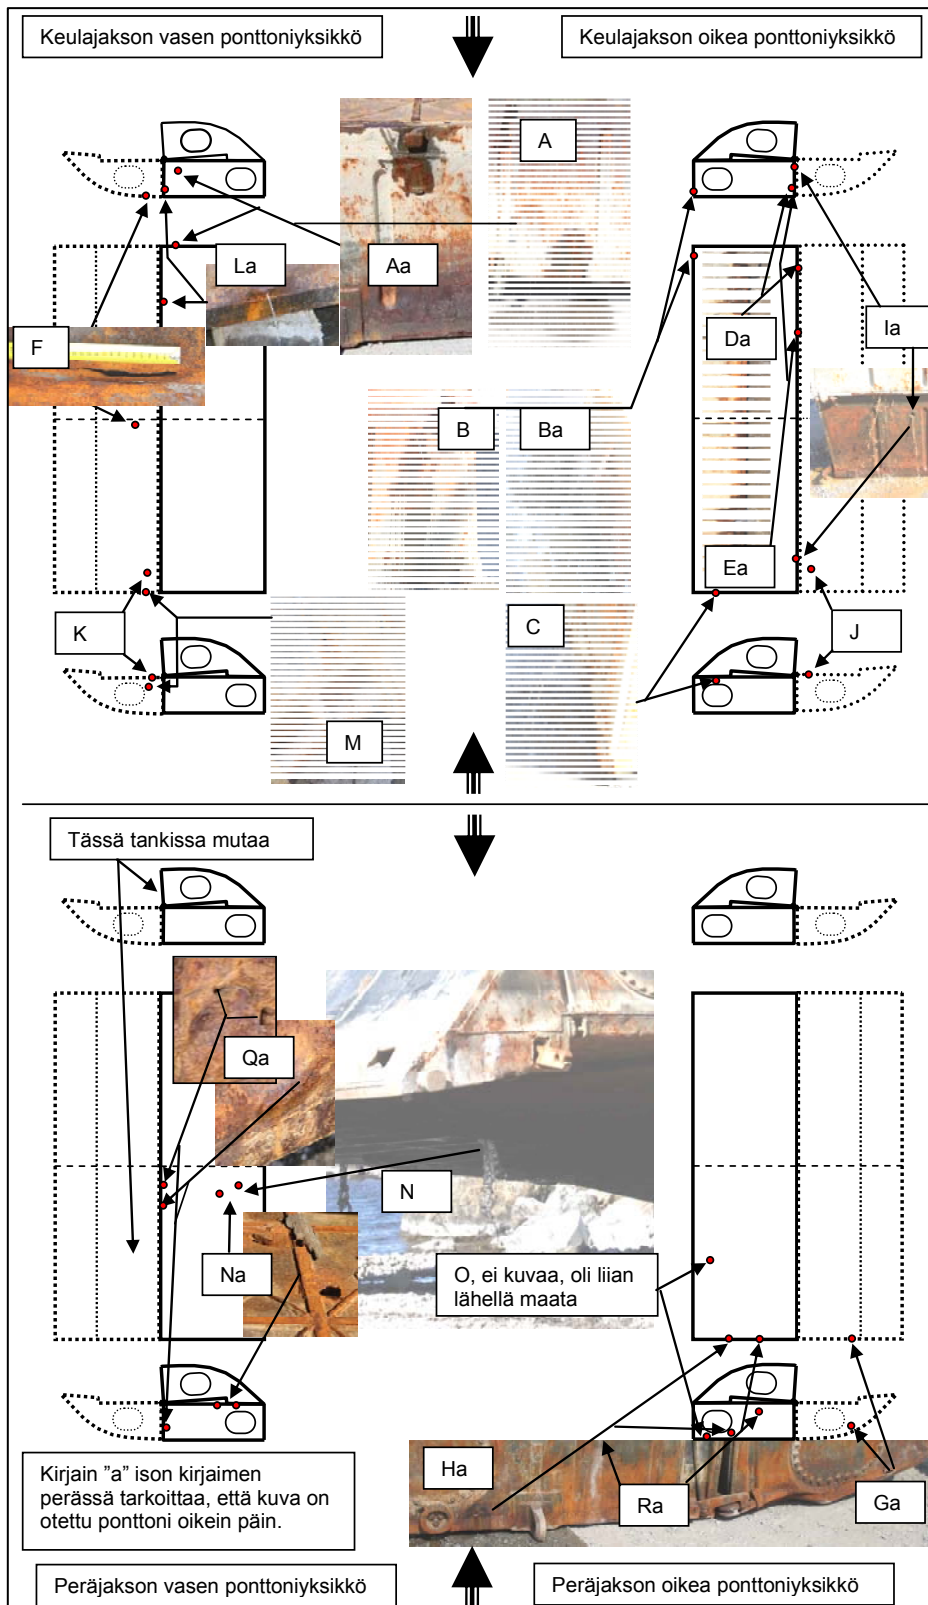 Keulajakson vasen ponttoniyksikkö
Keulajakson oikea ponttoniyksikkö
A
La
Aa
F
Da
Ia
B
Ba
Ea
K
C
J
M
Tässä tankissa mutaa
Qa
N
Na
O, ei kuvaa, oli liian
lähellä maata
Kirjain ”a” ison kirjaimen
perässä tarkoittaa, että kuva on
otettu ponttoni oikein päin.
Ha
Ra
Ga
Peräjakson vasen ponttoniyksikkö
Peräjakson oikea ponttoniyksikkö